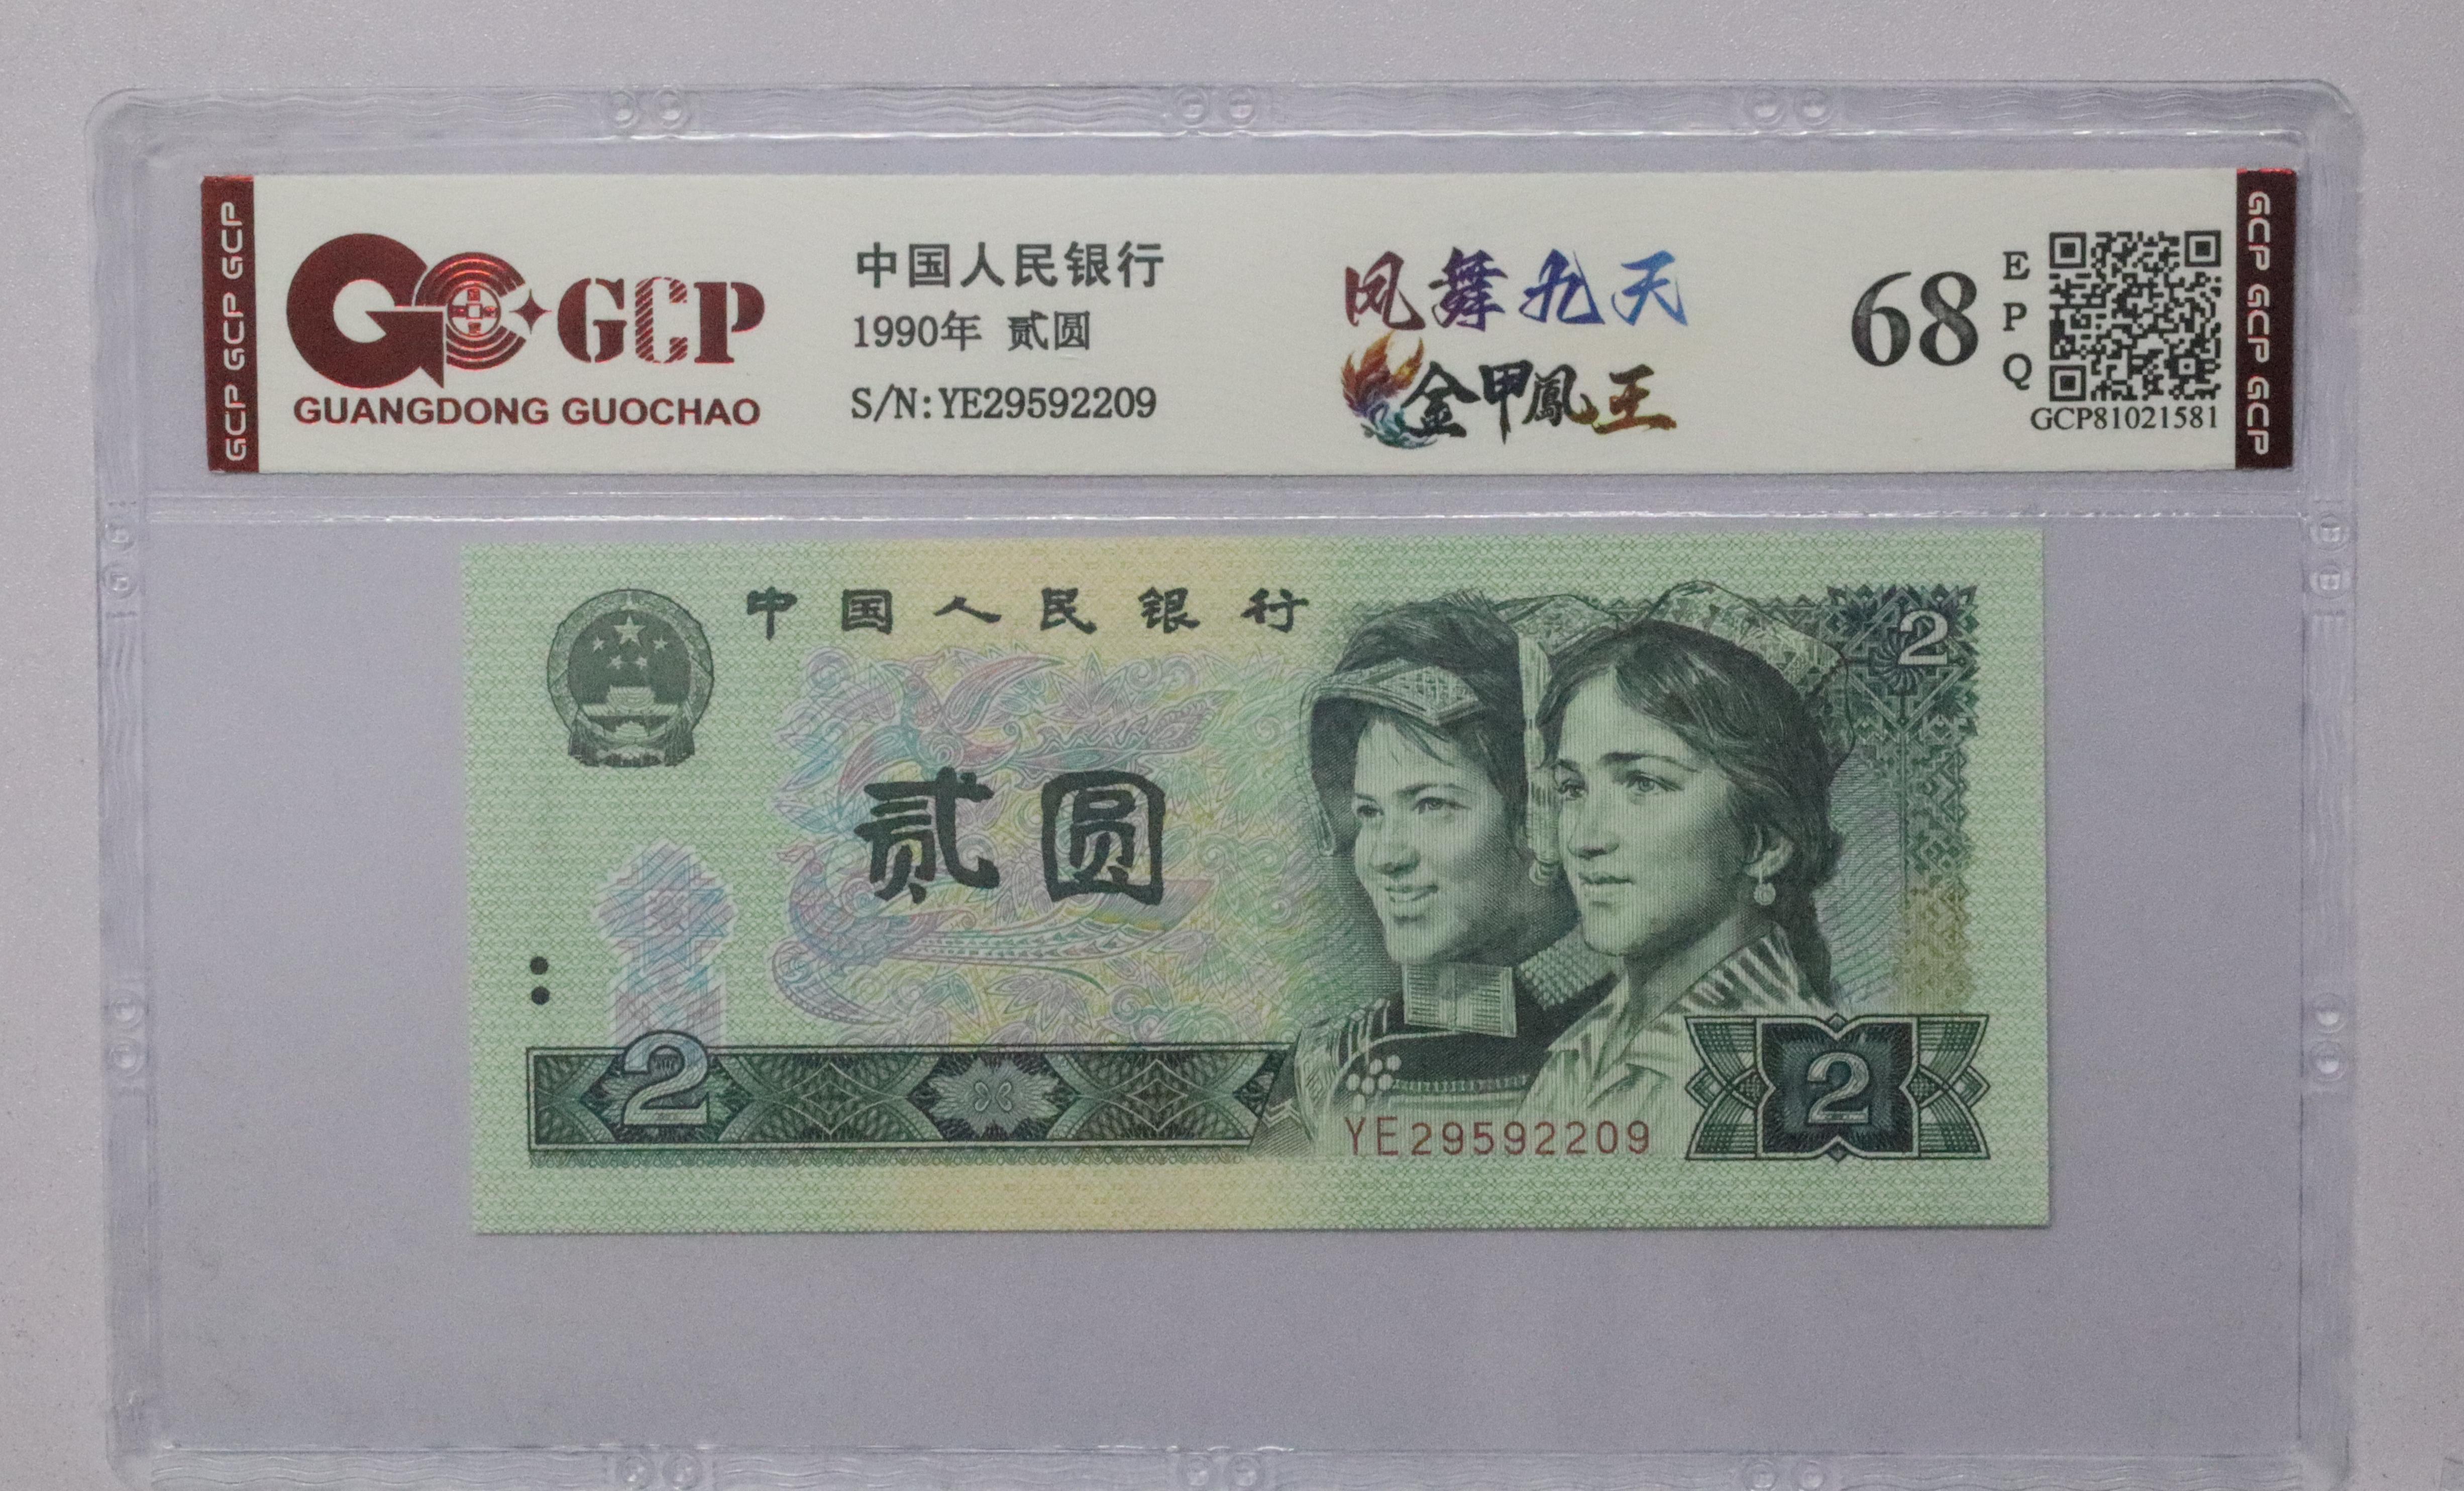 GCP GCP GCP
GCP
GUANGDONG GUOCHAO
中国人民银行
1990年 贰圆
S/N:YE29592209
凤舞九天
金甲鳳王
68
EPQ
GCP81021581
GCP GCP GCP
中国人民银行
2
贰圆
2
YE29592209
2